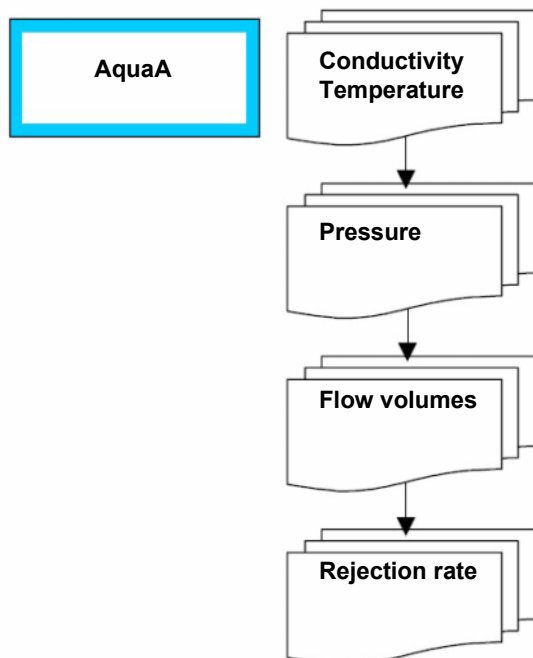 AquaA
Conductivity
Temperature
Pressure
Flow volumes
Rejection rate